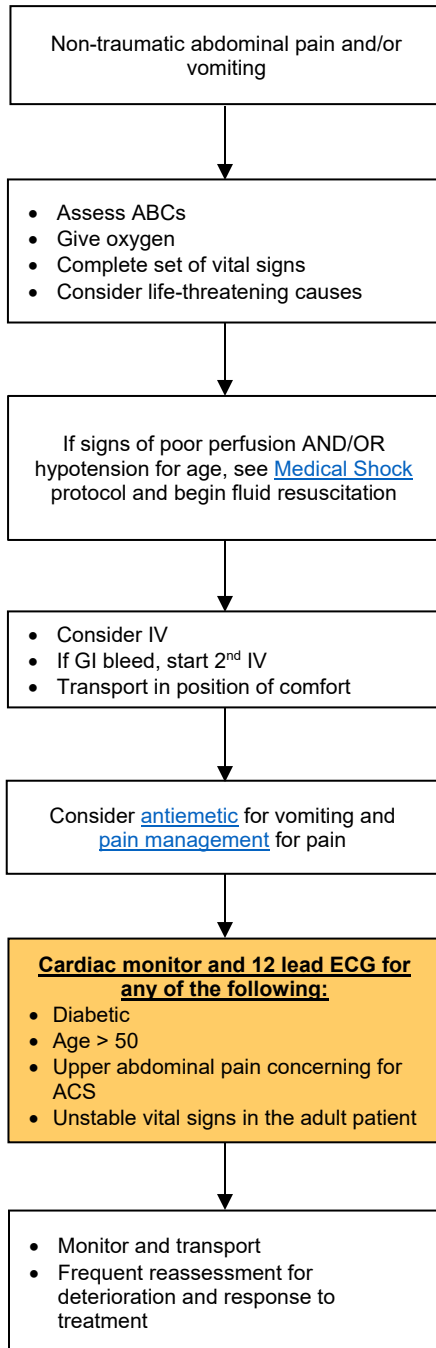 Non-traumatic abdominal pain and/or
vomiting
• Assess ABCs
• Give oxygen
• Complete set of vital signs
• Consider life-threatening causes
If signs of poor perfusion AND/OR
hypotension for age, see Medical Shock
protocol and begin fluid resuscitation
• Consider IV
• If GI bleed, start 2nd IV
• Transport in position of comfort
Consider antiemetic for vomiting and
pain management for pain
Cardiac monitor and 12 lead ECG for
any of the following:
• Diabetic
• Age > 50
• Upper abdominal pain concerning for
ACS
• Unstable vital signs in the adult patient
• Monitor and transport
• Frequent reassessment for
deterioration and response to
treatment